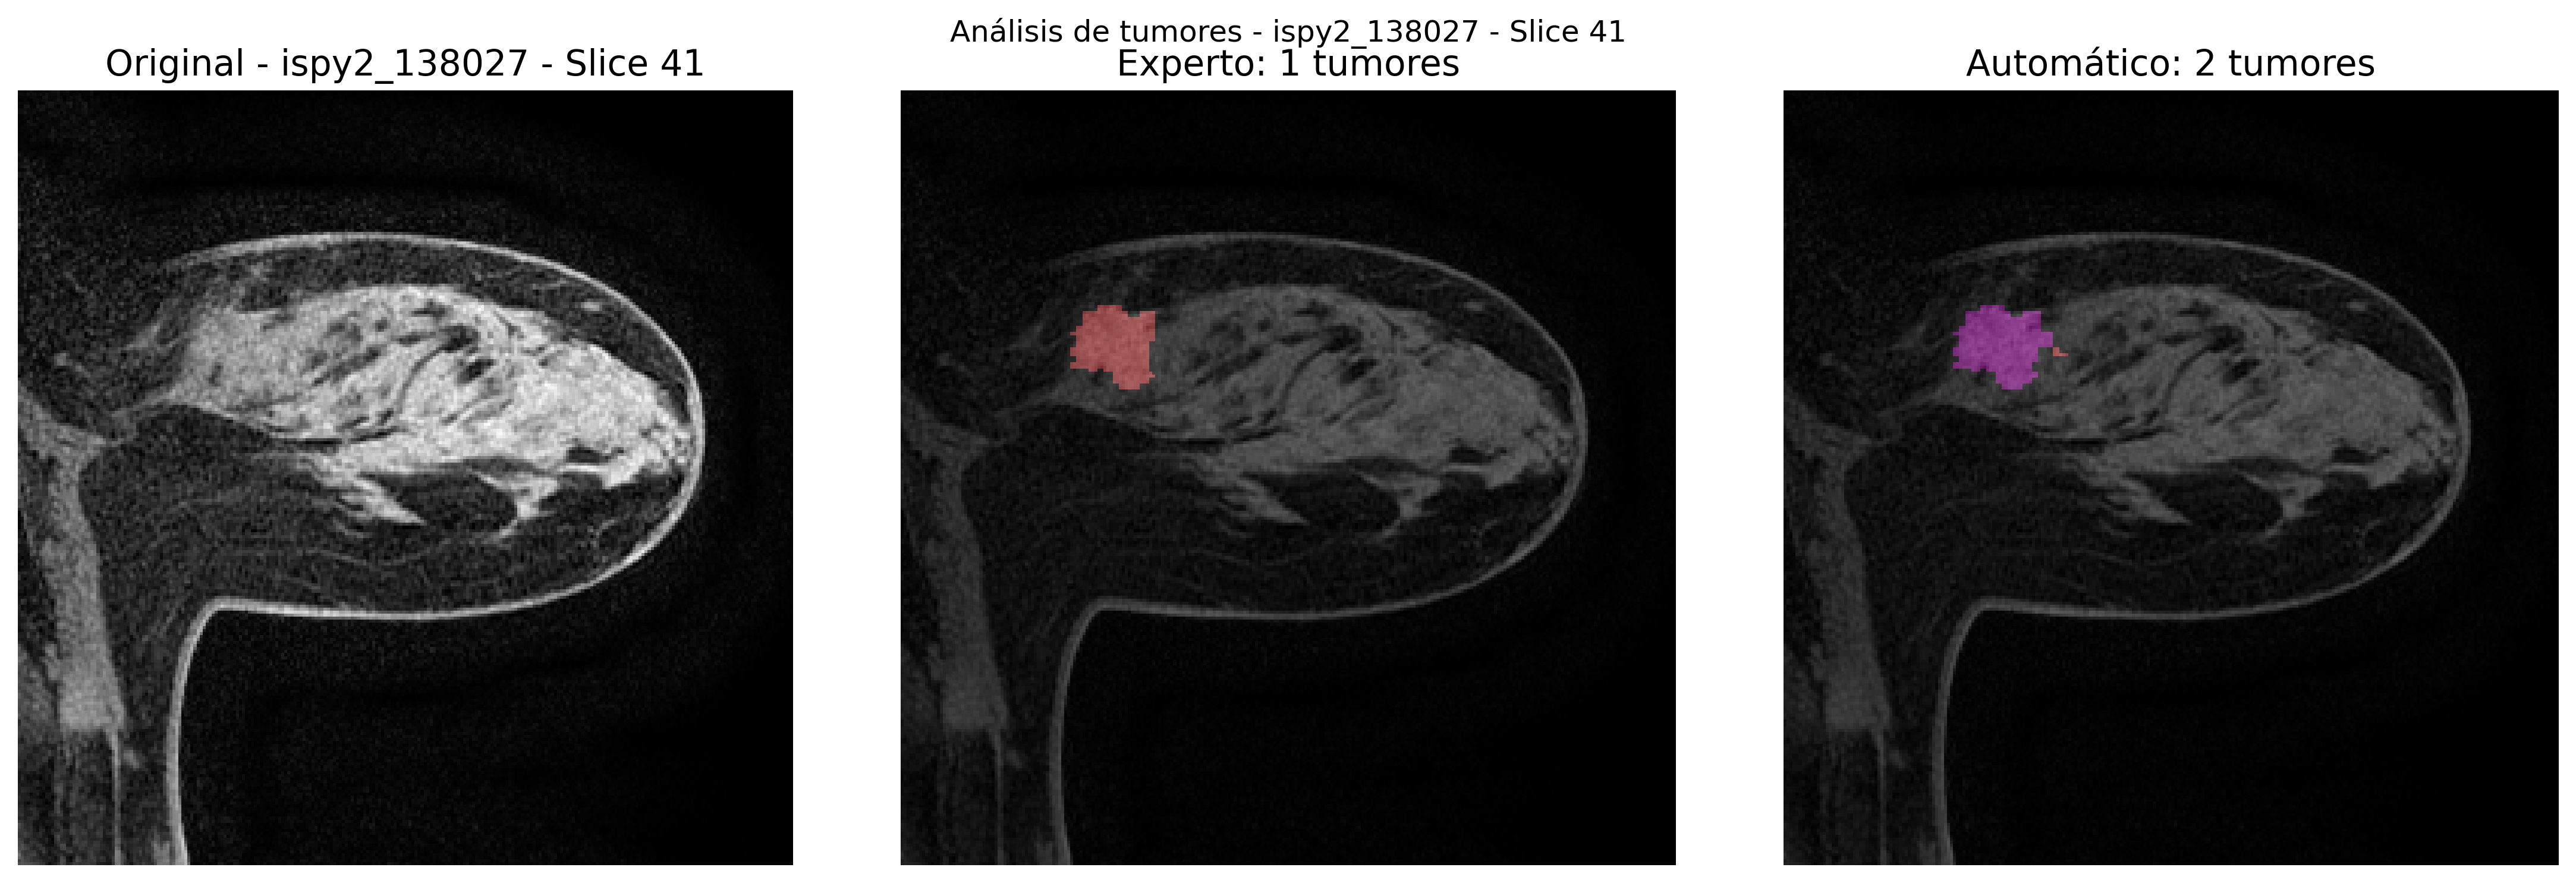 Análisis de tumores - ispy2_138027 - Slice 41
Original - ispy2_138027 - Slice 41
Experto: 1 tumores
Automático: 2 tumores